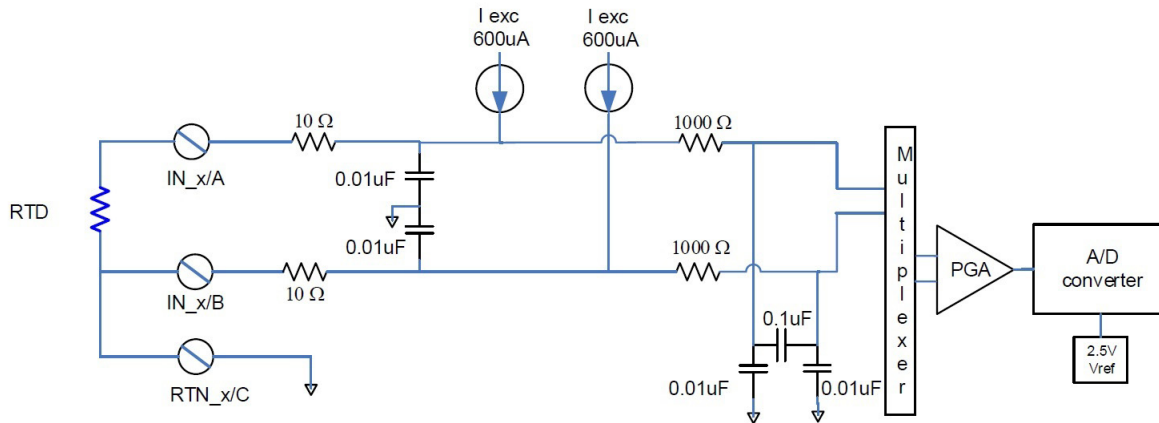 I exc
600uA
I exc
600uA
10 Ω
1000 Ω
IN_x/A
0.01uF
RTD
0.01uF
1000 Ω
10 Ω
IN_x/B
0.1uF
0.01uF
0.01uF
RTN_x/C
Multiplexer
PGA
A/D
converter
2.5V
Vref